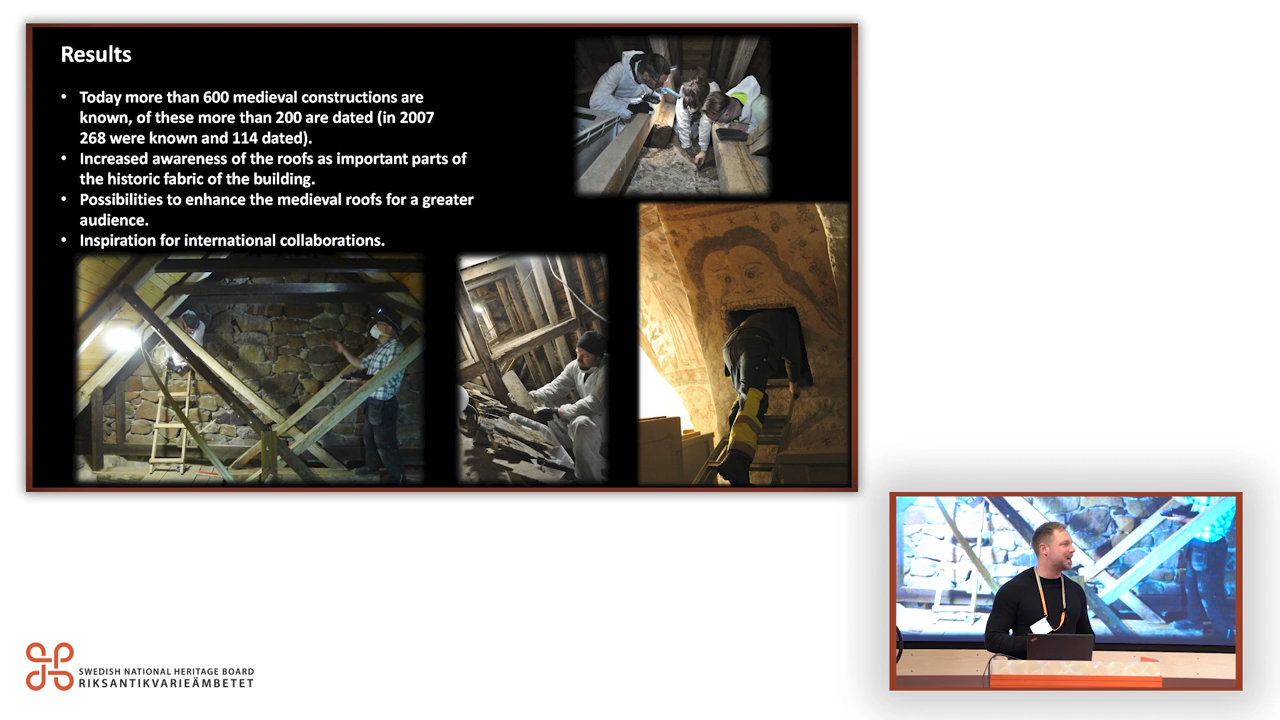 Results
• Today more than 600 medieval constructions are
known, of these more than 200 are dated (in 2007
268 were known and 114 dated).
• Increased awareness of the roofs as important parts of
the historic fabric of the building.
• Possibilities to enhance the medieval roofs for a greater
audience.
• Inspiration for international collaborations.
SWEDISH NATIONAL HERITAGE BOARD
RIKSANTIKVARIEÄMBETET